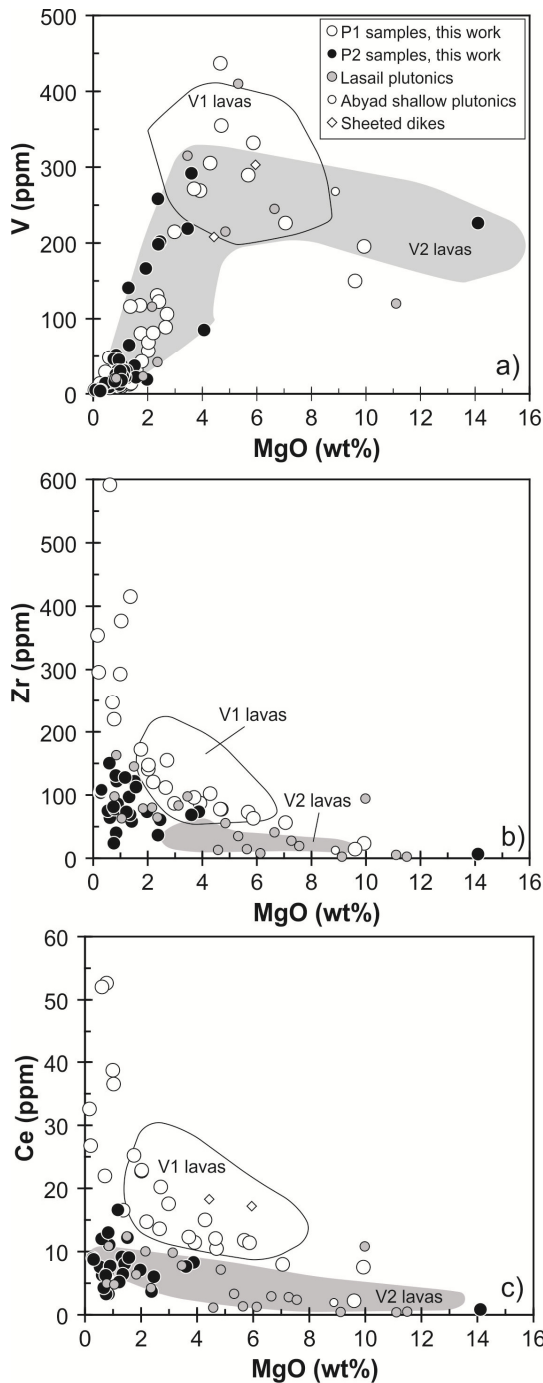 500
P1 samples, this work
P2 samples, this work
Lasail plutonics
Abyad shallow plutonics
Sheeted dikes
400
V1 lavas
300
V (ppm)
V2 lavas
200
100
0
a)
0 2 4 6 8 10 12 14 16
MgO (wt%)
600
500
400
Zr (ppm)
300
V1 lavas
200
V2 lavas
100
b)
0
0 2 4 6 8 10 12 14 16
MgO (wt%)
60
50
40
Ce (ppm)
30
V1 lavas
20
10
c)
V2 lavas
0
0 2 4 6 8 10 12 14 16
MgO (wt%)